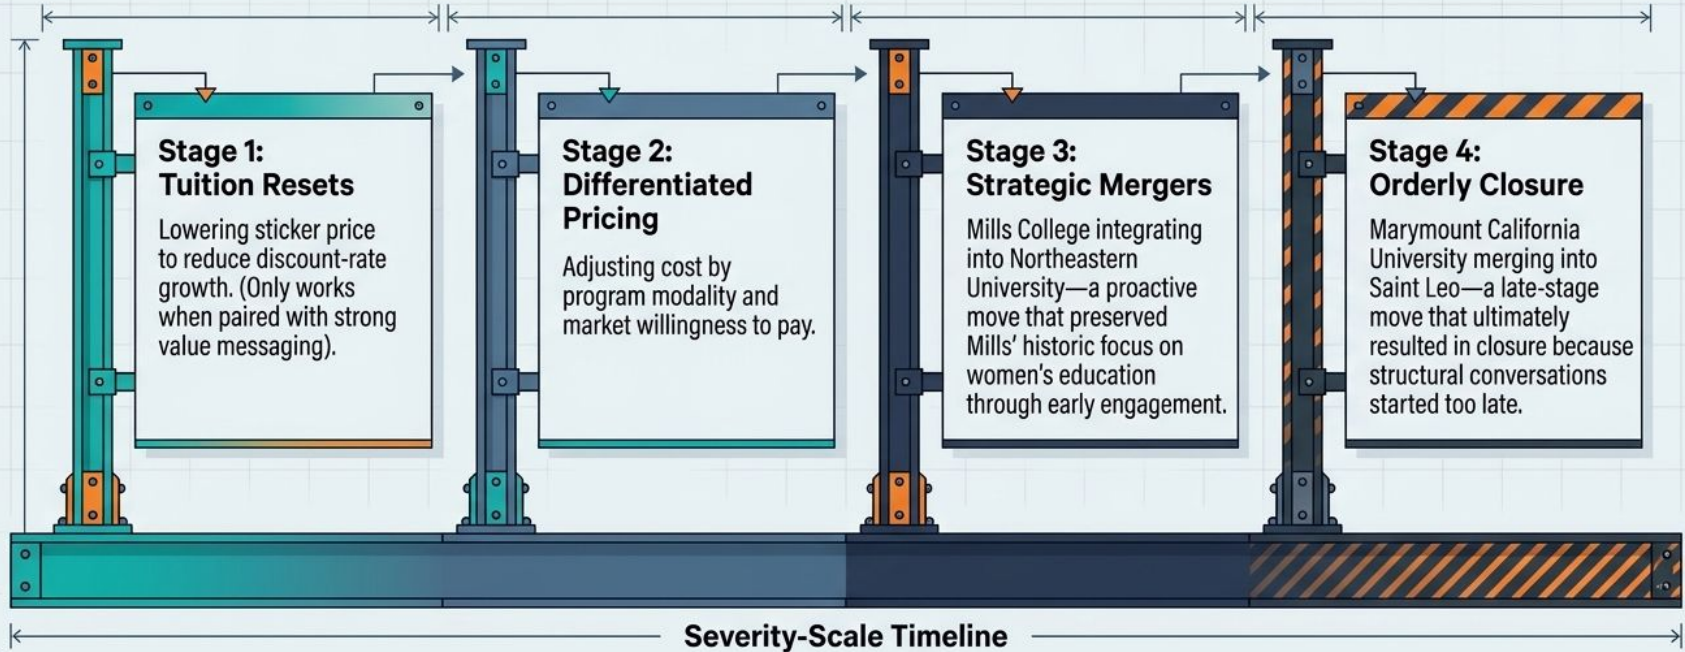 Stage 1:
Tuition Resets
Lowering sticker price
to reduce discount-rate
growth. (Only works
when paired with strong
value messaging).
Stage 2:
Differentiated
Pricing
Adjusting cost by
program modality and
market willingness to pay.
Stage 3:
Strategic Mergers
Mills College integrating
into Northeastern
University—a proactive
move that preserved
Mills’ historic focus on
women’s education
through early engagement.
Stage 4:
Orderly Closure
Marymount California
University merging into
Saint Leo—a late-stage
move that ultimately
resulted in closure because
structural conversations
started too late.
Severity-Scale Timeline